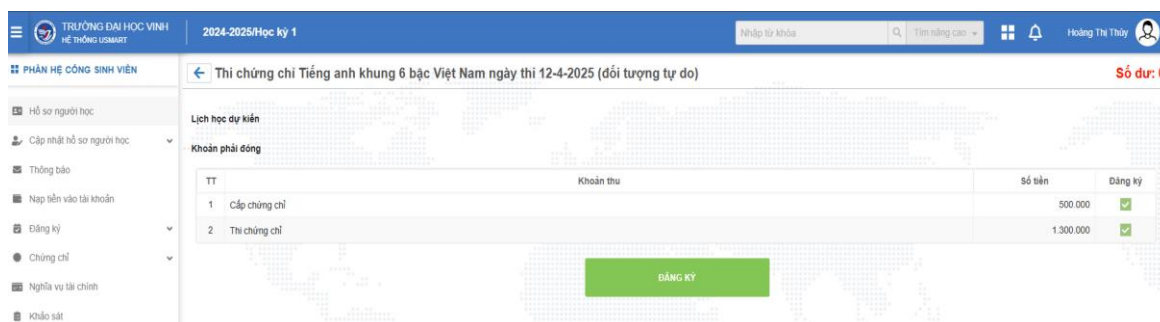 TRƯỜNG ĐẠI HỌC VINH
HỆ THỐNG USMART
2024-2025/Học kỳ 1
Nhập từ khóa
Tìm nâng cao
Hoàng Thị Thủy
PHÂN HỆ CÔNG SINH VIÊN
Thi chứng chỉ Tiếng anh khung 6 bậc Việt Nam ngày thi 12-4-2025 (đối tượng tự do)
Số dư:
Hồ sơ người học
Cập nhật hồ sơ người học
Thông báo
Nạp tiền vào tài khoản
Đăng ký
Chứng chỉ
Nghĩa vụ tài chính
Khảo sát
Lịch học dự kiến
Khoản phải đóng
TT Khoản thu Số tiền Đăng ký
1 Cấp chứng chỉ 500.000
2 Thi chứng chỉ 1.300.000
ĐĂNG KÝ